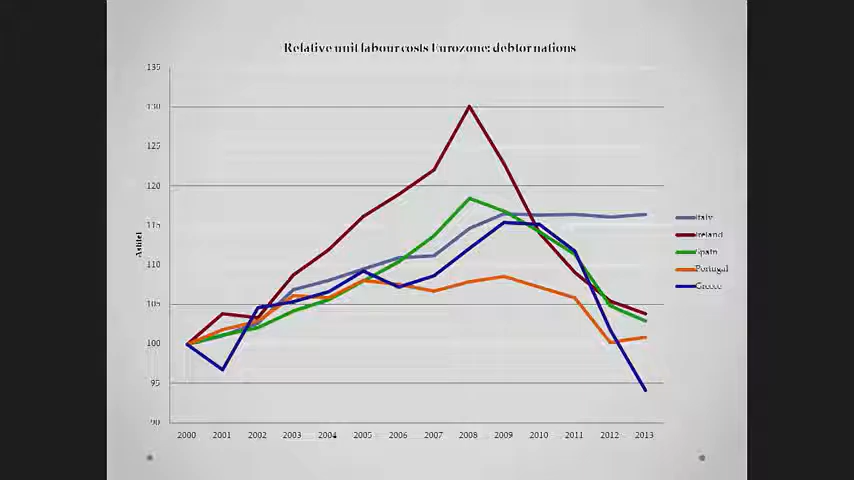 Relative unit labour costs Eurozone: debtor nations
135
130
125
120
115
110
105
100
95
90
2000 2001 2002 2003 2004 2005 2006 2007 2008 2009 2010 2011 2012 2013
Italy
Ireland
Spain
Portugal
Greece